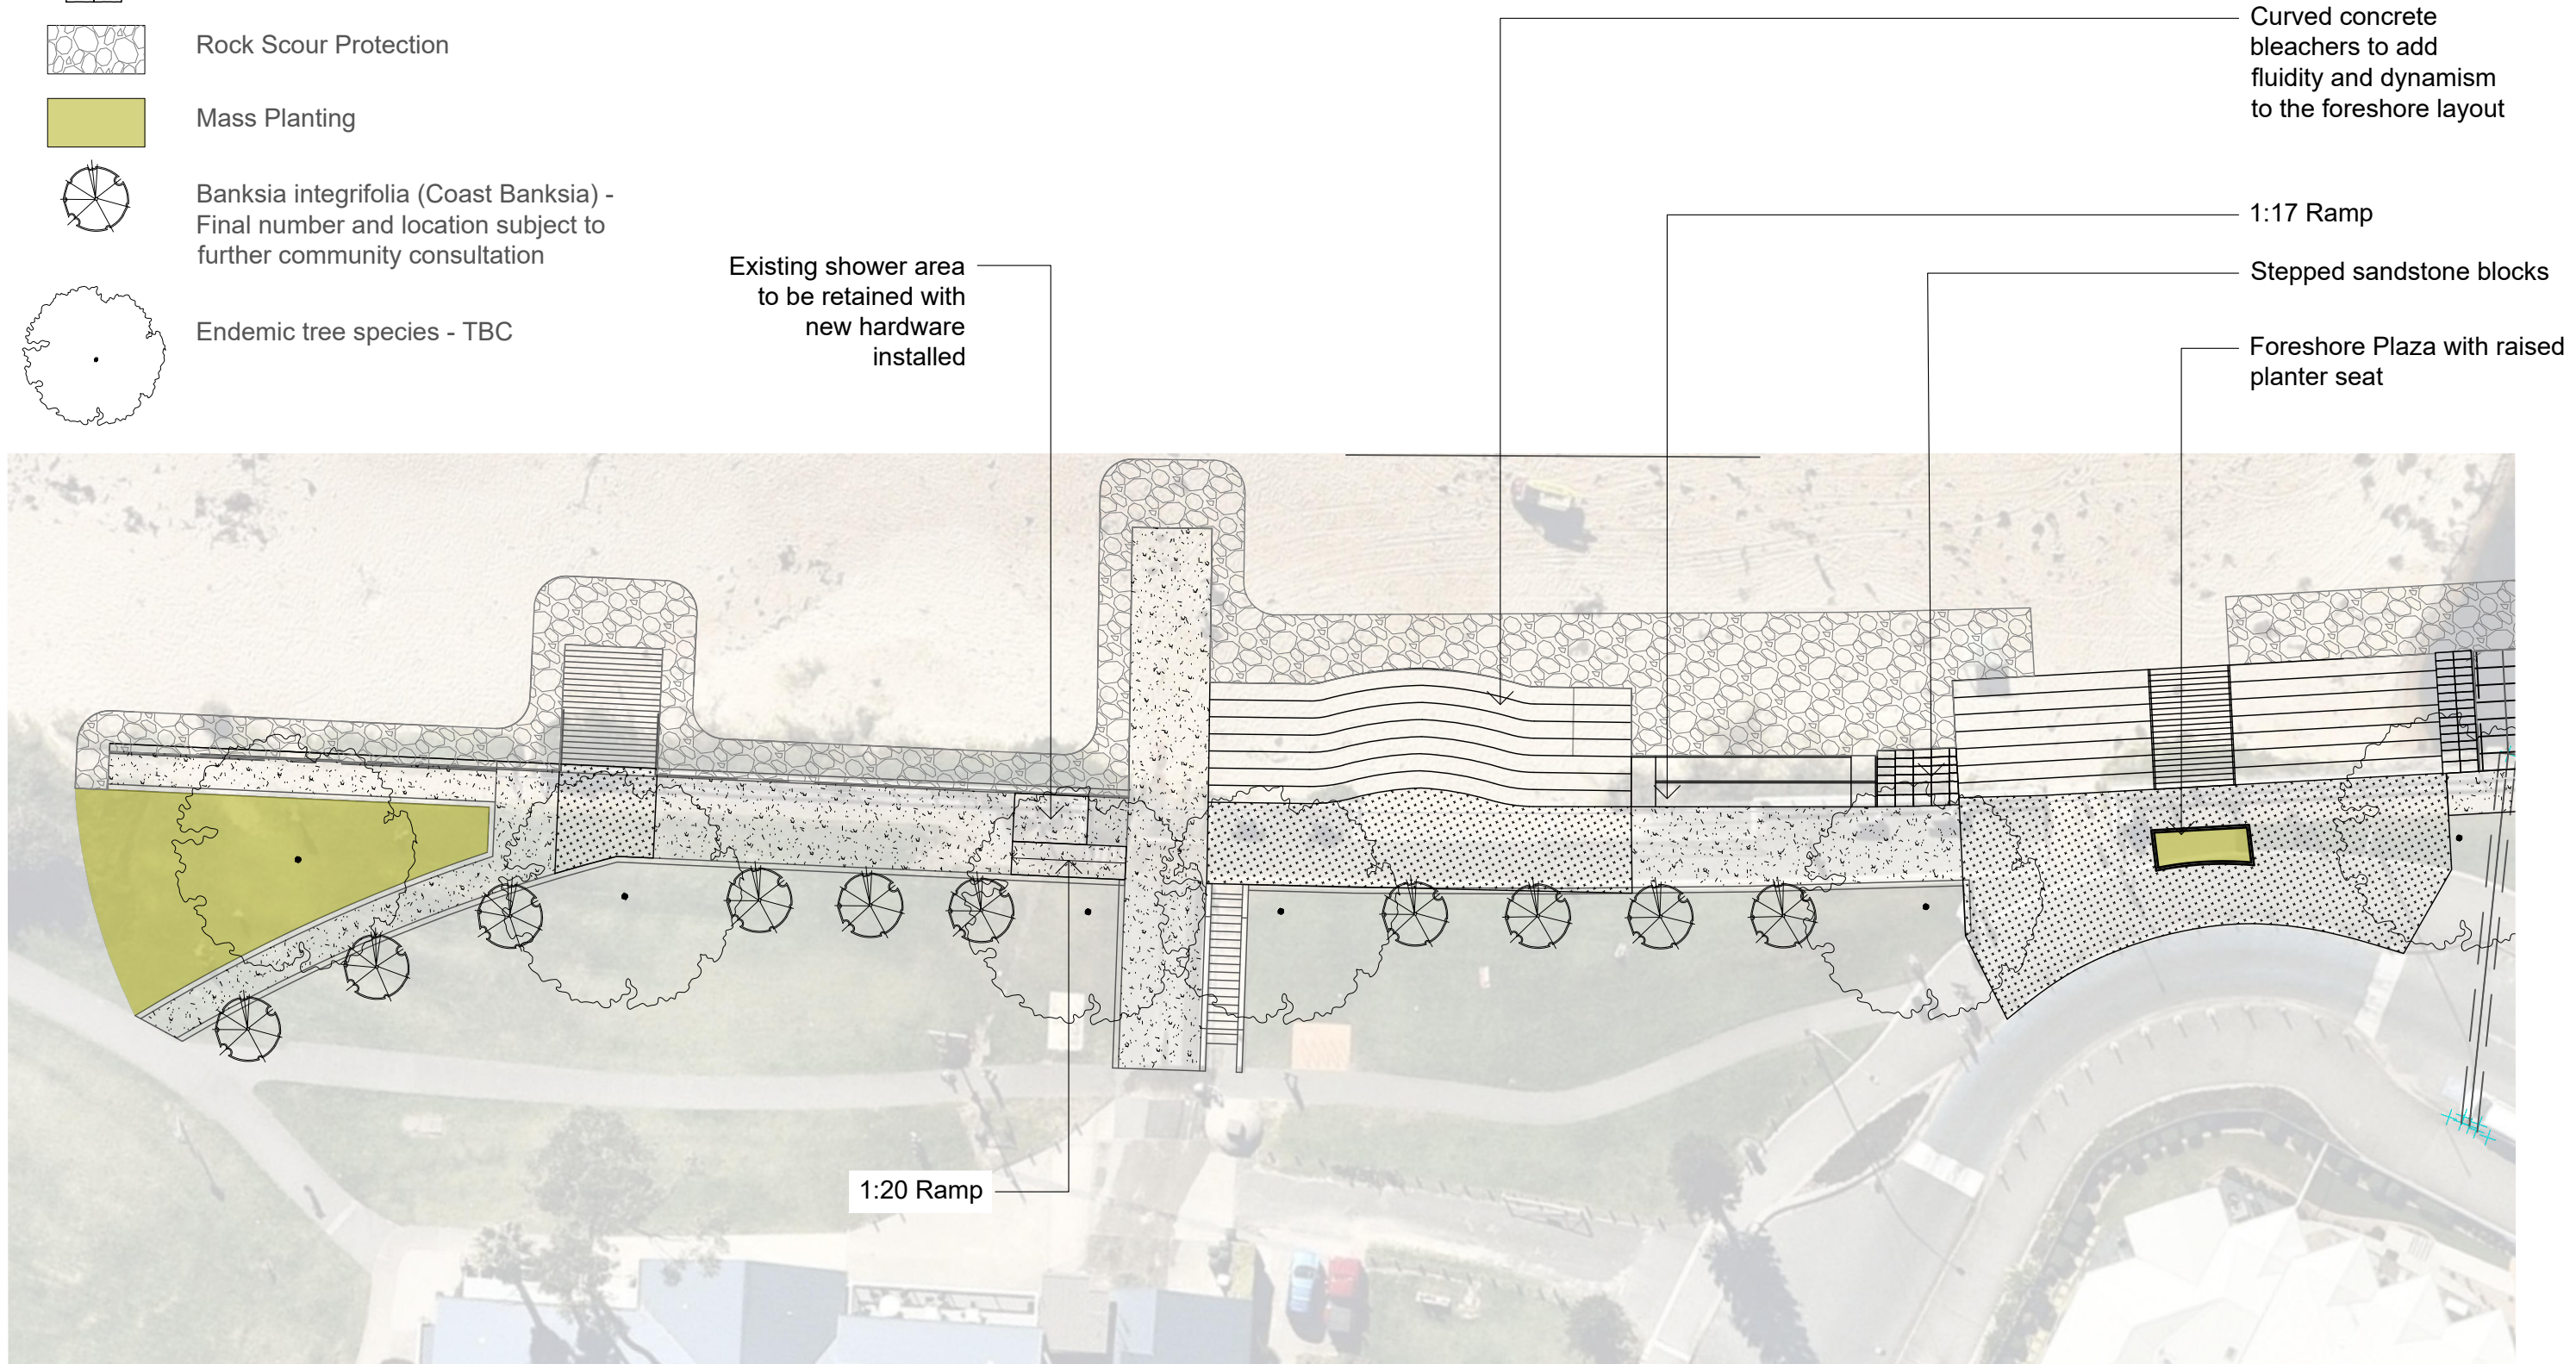 Rock Scour Protection
Mass Planting
Banksia integrifolia (Coast Banksia) -
Final number and location subject to
further community consultation
Endemic tree species - TBC
Existing shower area
to be retained with
new hardware
installed
Curved concrete
bleachers to add
fluidity and dynamism
to the foreshore layout
1:17 Ramp
Stepped sandstone blocks
Foreshore Plaza with raised
planter seat
1:20 Ramp